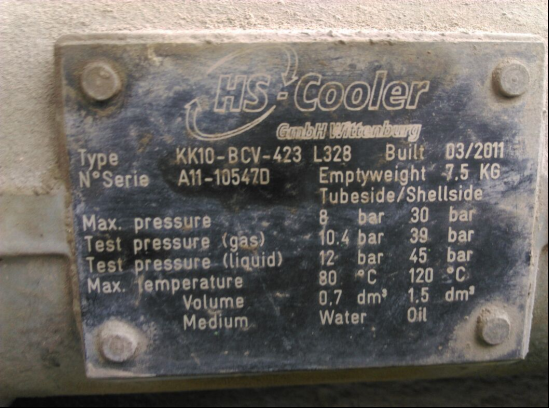 HS-Cooler
GmbH Wittenberg
Type KK10-BCV-423 L328 Built 03/2011
N°Serie A11-10547D Emptyweight 7.5 KG
Tubeside/Shellside
Max. pressure 8 bar 30 bar
Test pressure (gas) 10.4 bar 39 bar
Test pressure (liquid) 12 bar 45 bar
Max. Temperature 80 °C 120 °C
Volume 0.7 dm³ 1.5 dm³
Medium Water Oil